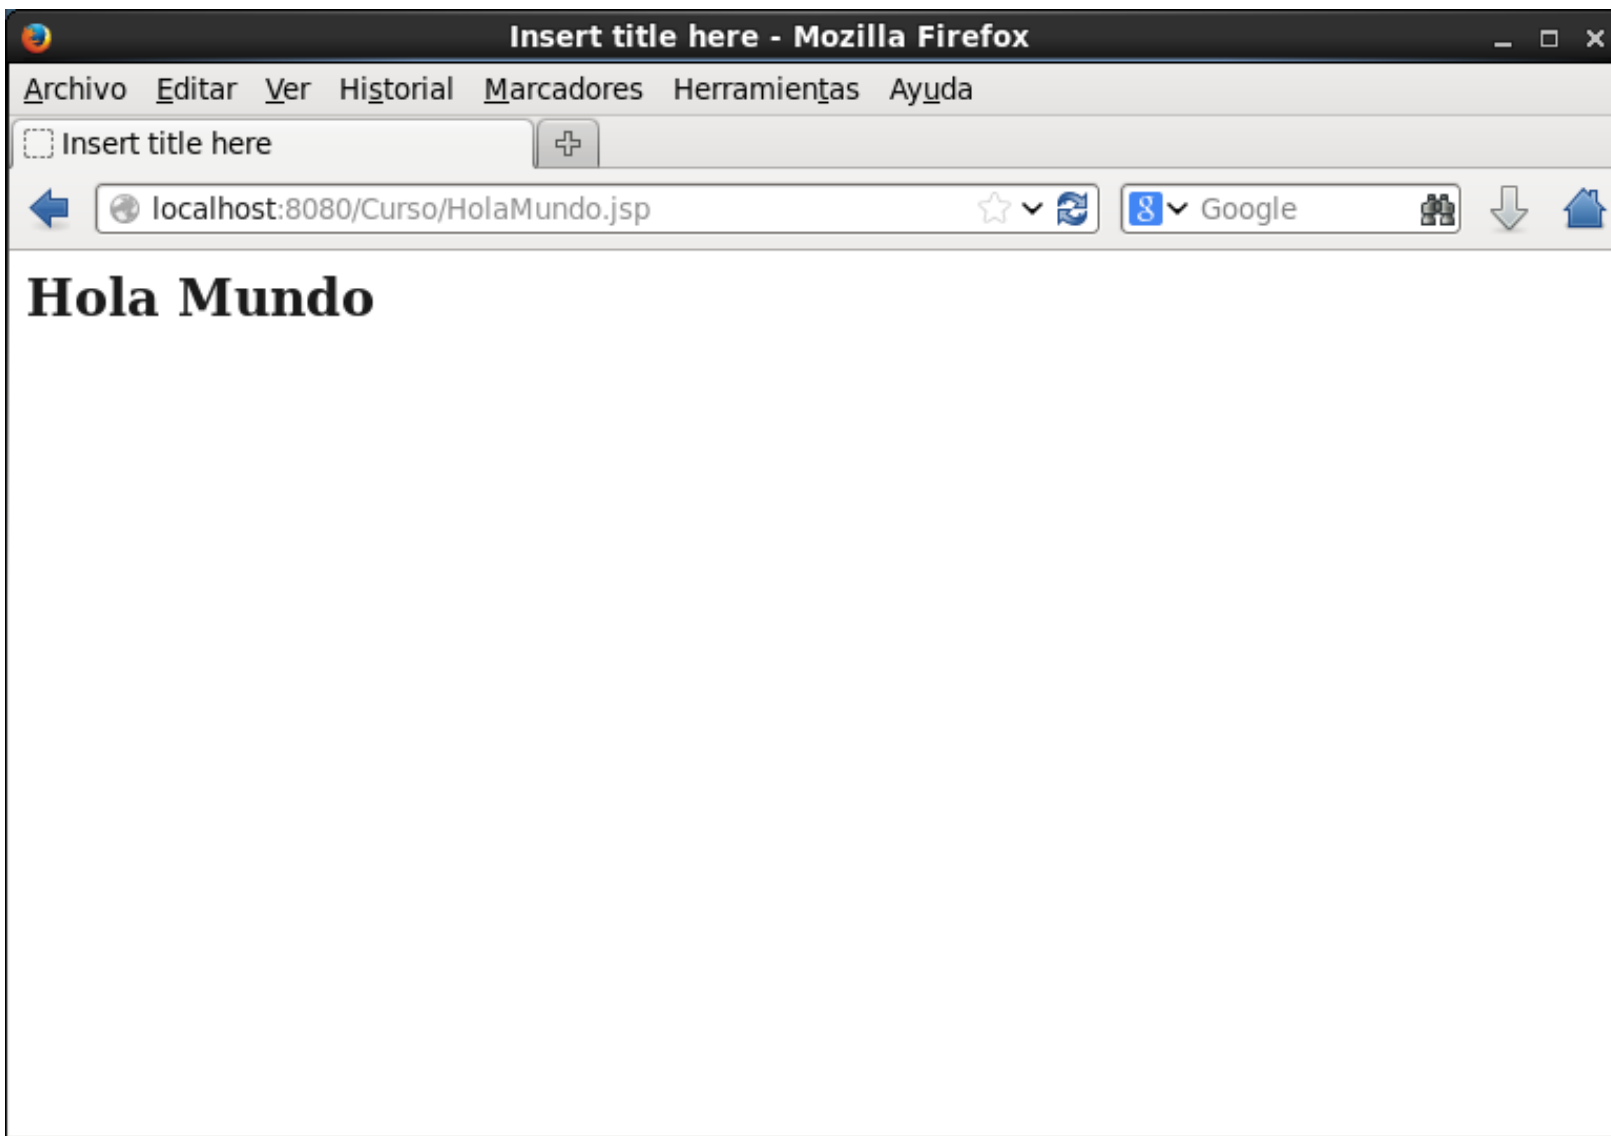 Insert title here - Mozilla Firefox
Archivo Editar Ver Historial Marcadores Herramientas Ayuda
Insert title here
localhost:8080/Curso/HolaMundo.jsp 8 Google
Hola Mundo